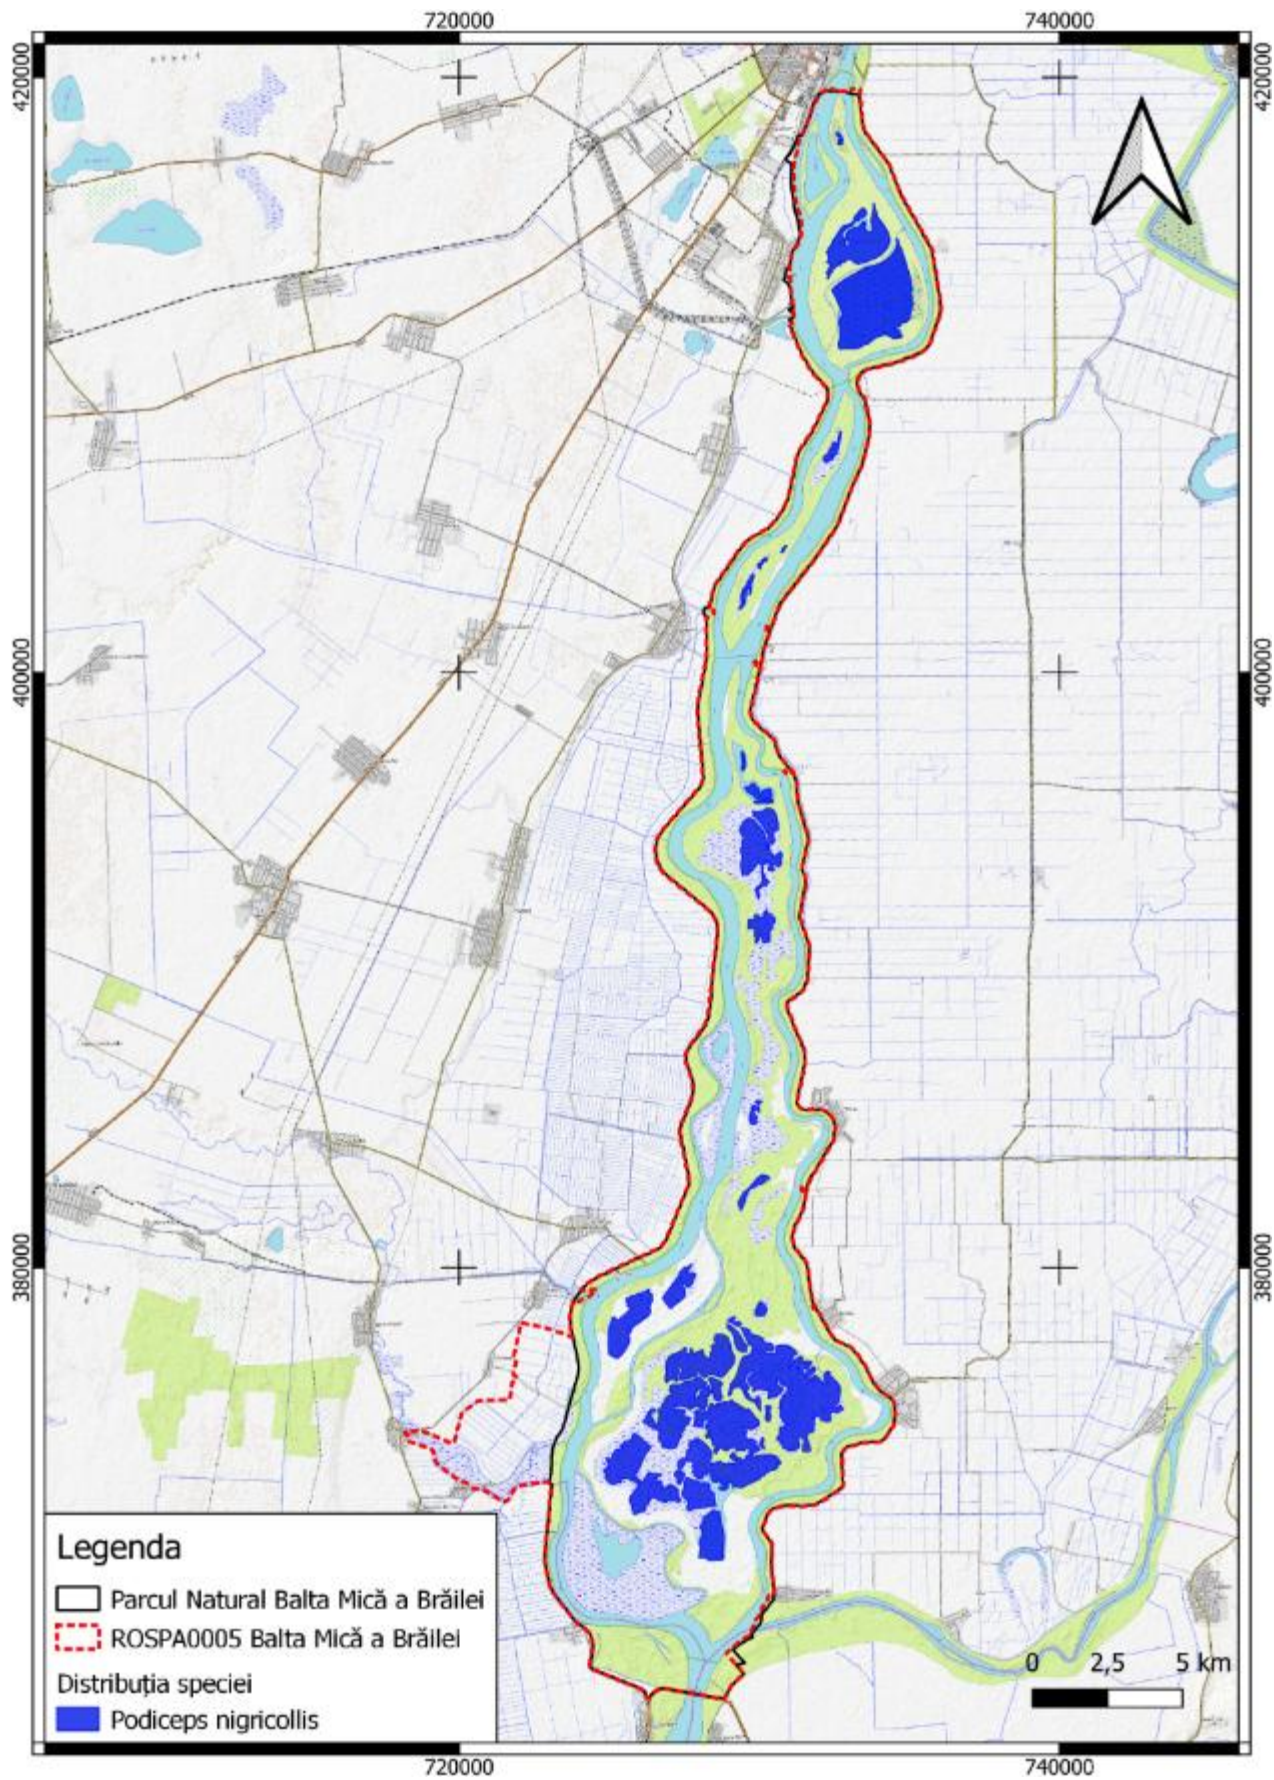 720000 740000
420000 420000
400000 400000
380000 380000
Legenda
Parcul Natural Balta Mică a Brăilei
ROSPA0005 Balta Mică a Brăilei
Distribuția speciei
Podiceps nigricollis
0 2,5 5 km
720000 740000